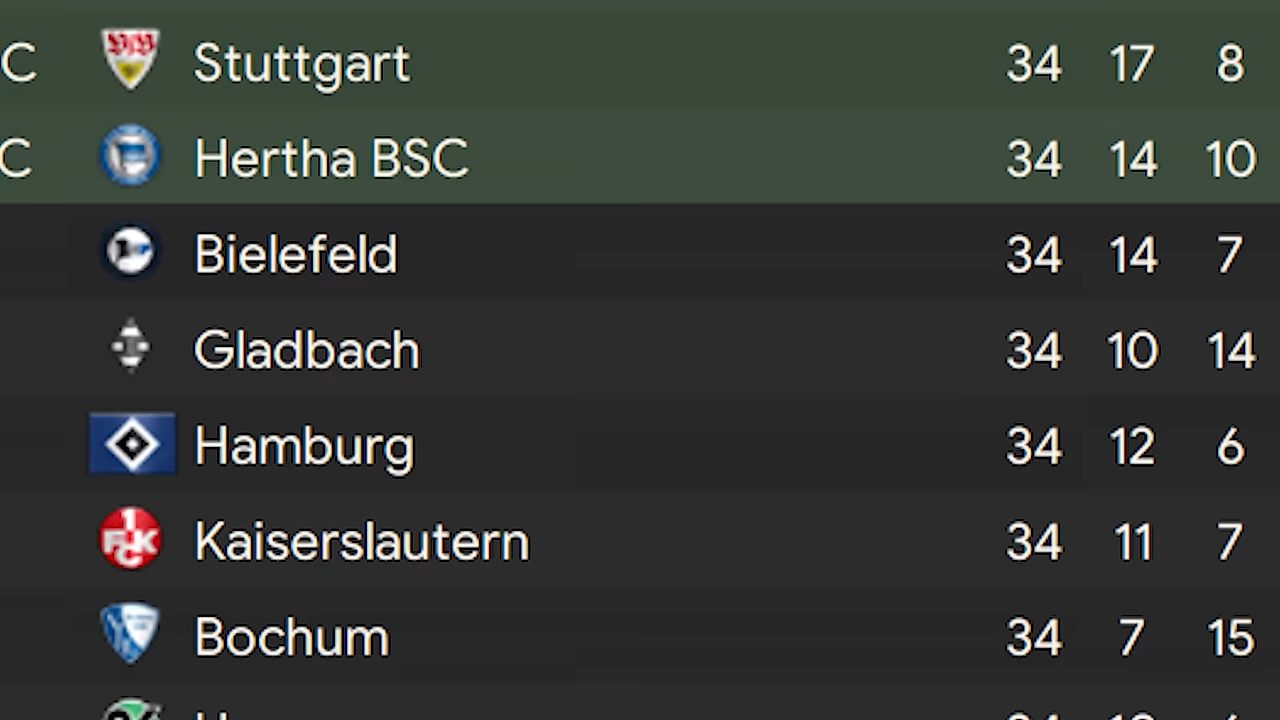 C Stuttgart 34 17 8
C Hertha BSC 34 14 10
Bielefeld 34 14 7
Gladbach 34 10 14
Hamburg 34 12 6
Kaiserslautern 34 11 7
Bochum 34 7 15